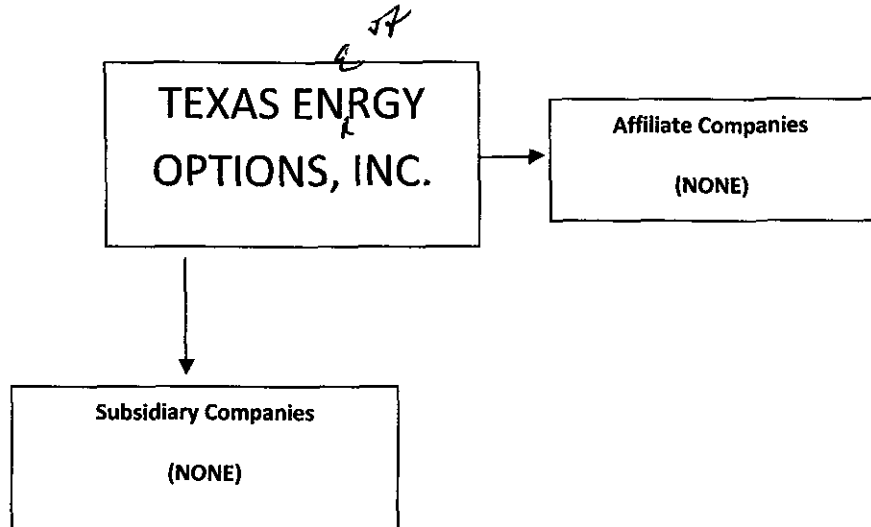 e
TEXAS ENRGY
OPTIONS, INC.
Affiliate Companies
(NONE)
Subsidiary Companies
(NONE)